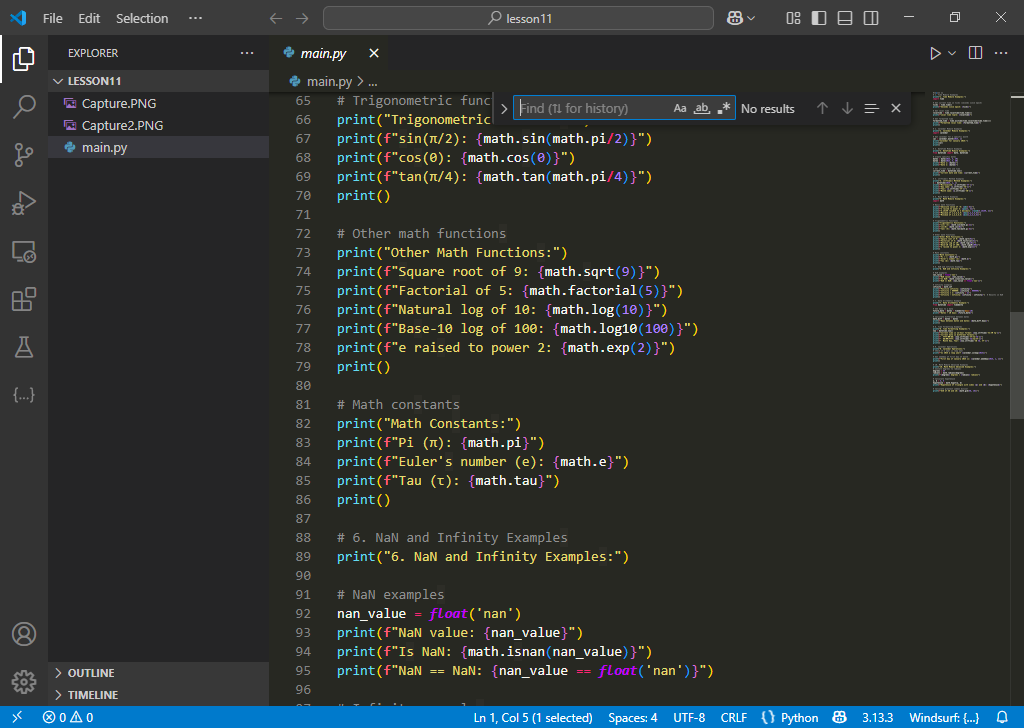 File Edit Selection ··· lesson11
EXPLORER ···
LESSON11
Capture.PNG
Capture2.PNG
main.py
OUTLINE
TIMELINE
main.py
main.py > ...
Find (⇅ for history) Aa ab .* No results
65 # Trigonometric func
66 print("Trigonometric
67 print(f"sin(π/2): {math.sin(math.pi/2)}")
68 print(f"cos(0): {math.cos(0)}")
69 print(f"tan(π/4): {math.tan(math.pi/4)}")
70 print()
71
72 # Other math functions
73 print("Other Math Functions:")
74 print(f"Square root of 9: {math.sqrt(9)}")
75 print(f"Factorial of 5: {math.factorial(5)}")
76 print(f"Natural log of 10: {math.log(10)}")
77 print(f"Base-10 log of 100: {math.log10(100)}")
78 print(f"e raised to power 2: {math.exp(2)}")
79 print()
80
81 # Math constants
82 print("Math Constants:")
83 print(f"Pi (π): {math.pi}")
84 print(f"Euler's number (e): {math.e}")
85 print(f"Tau (τ): {math.tau}")
86 print()
87
88 # 6. NaN and Infinity Examples
89 print("6. NaN and Infinity Examples:")
90
91 # NaN examples
92 nan_value = float('nan')
93 print(f"NaN value: {nan_value}")
94 print(f"Is NaN: {math.isnan(nan_value)}")
95 print(f"NaN == NaN: {nan_value == float('nan')}")
96
0 0 Ln 1, Col 5 (1 selected) Spaces: 4 UTF-8 CRLF {} Python 3.13.3 Windsurf: {...}